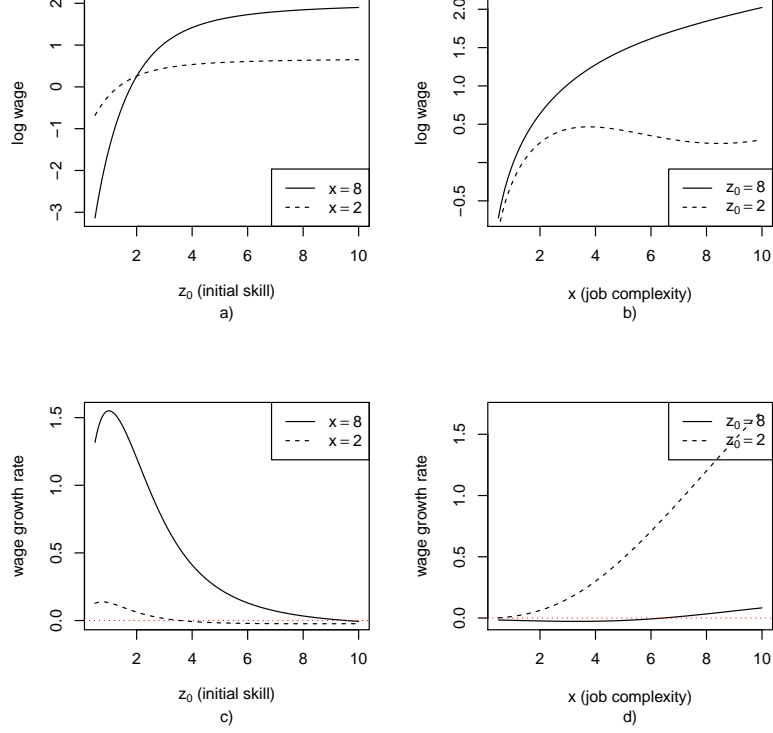 2
1
0
−1
−2
−3
log wage
2 4 6 8 10
z0 (initial skill)
a)
x = 8
x = 2
2.0
1.5
1.0
0.5
−0.5
log wage
2 4 6 8 10
x (job complexity)
b)
z0 = 8
z0 = 2
1.5
1.0
0.5
0.0
wage growth rate
2 4 6 8 10
z0 (initial skill)
c)
x = 8
x = 2
1.5
1.0
0.5
0.0
wage growth rate
2 4 6 8 10
x (job complexity)
d)
z0 = 8
z0 = 2